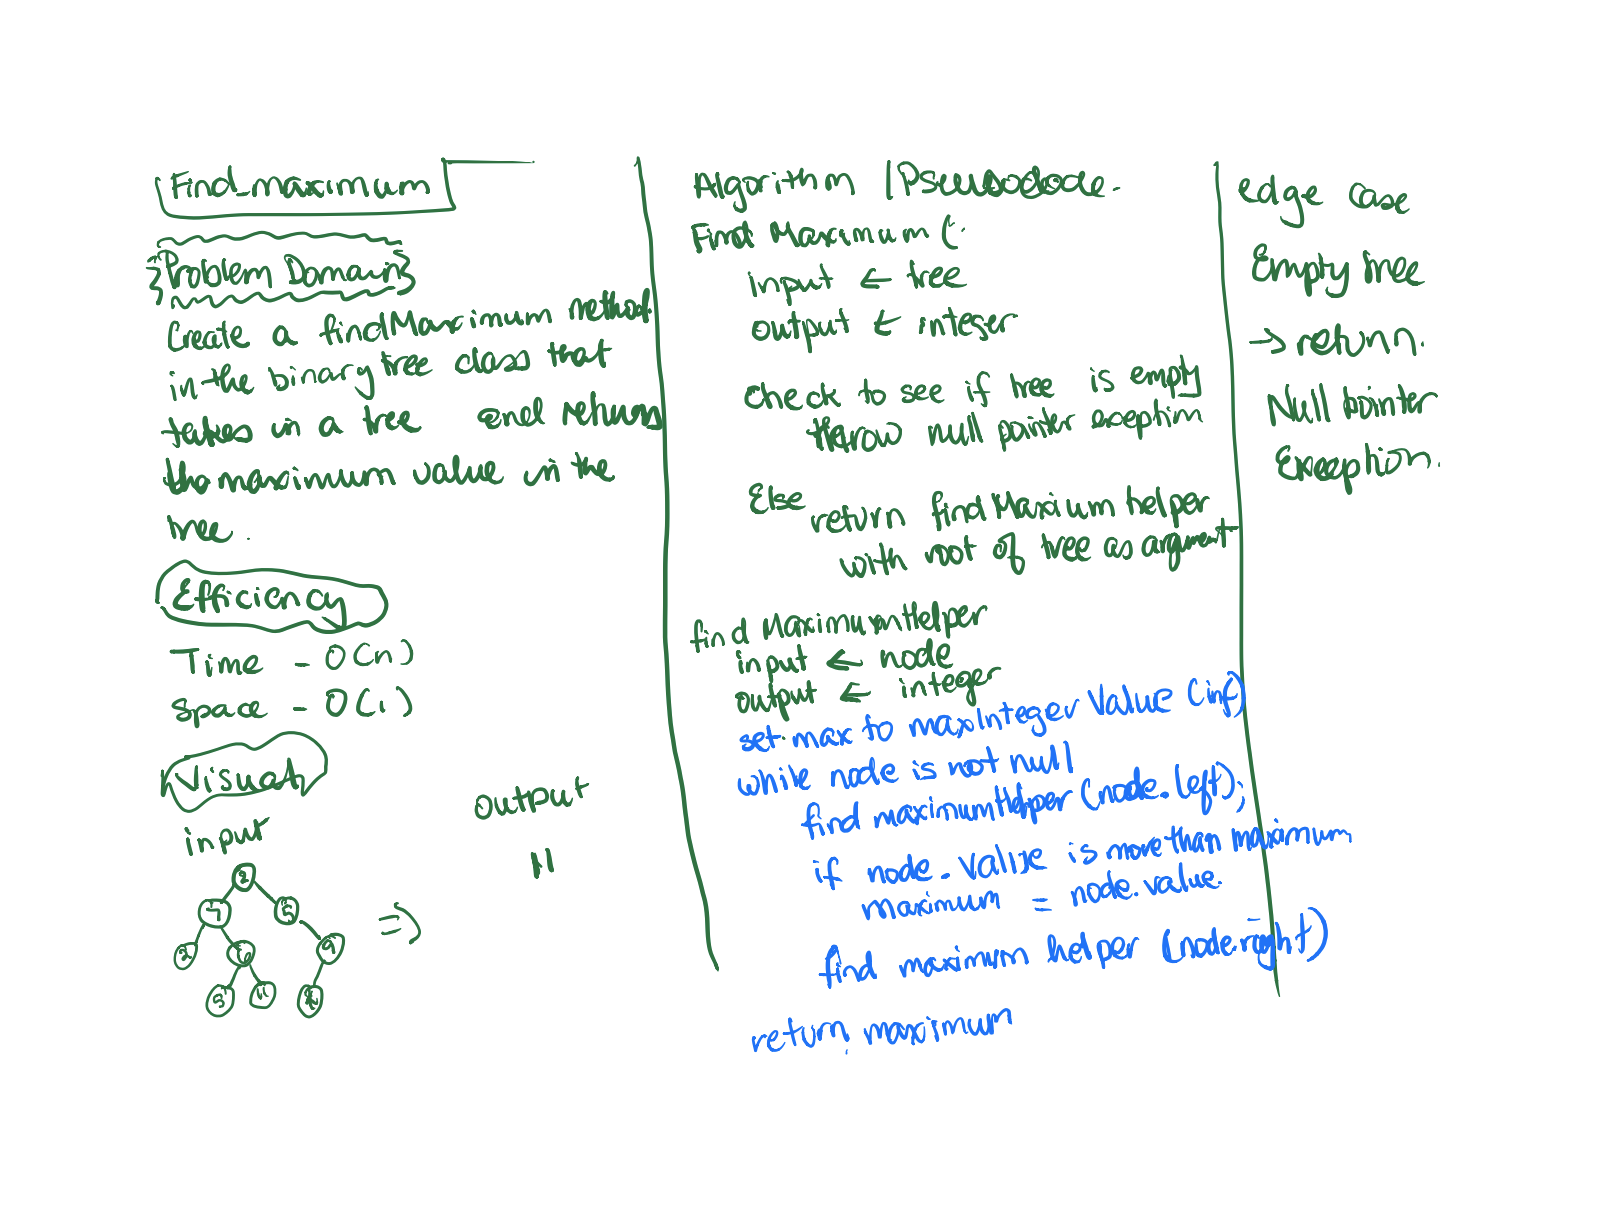 Find_maximum
Problem Domain
Create a findMaximum method
in the binary tree class that
takes in a tree and returns
the maximum value in the
tree.
Efficiency
Time - O(n)
Space - O(1)
Visual
input
output
11
2
7 5
2 6 9
5 11 4
⇒
Algorithm / Pseudodode.
Find Maximum (
input ← tree
output ← integer
Check to see if tree is empty
throw null pointer exception
Else
return find Maxium helper
with root of tree as argument
find MaximumHelper
input ← node
output ← integer
set max to max Integer Value (inf)
while node is not null
find maximumHelper (node.left);
if node.value is more than maximum
maximum = node.value.
find maximum helper (node.right)
return maximum
edge case
Empty tree
→ return.
Null pointer
Exception.